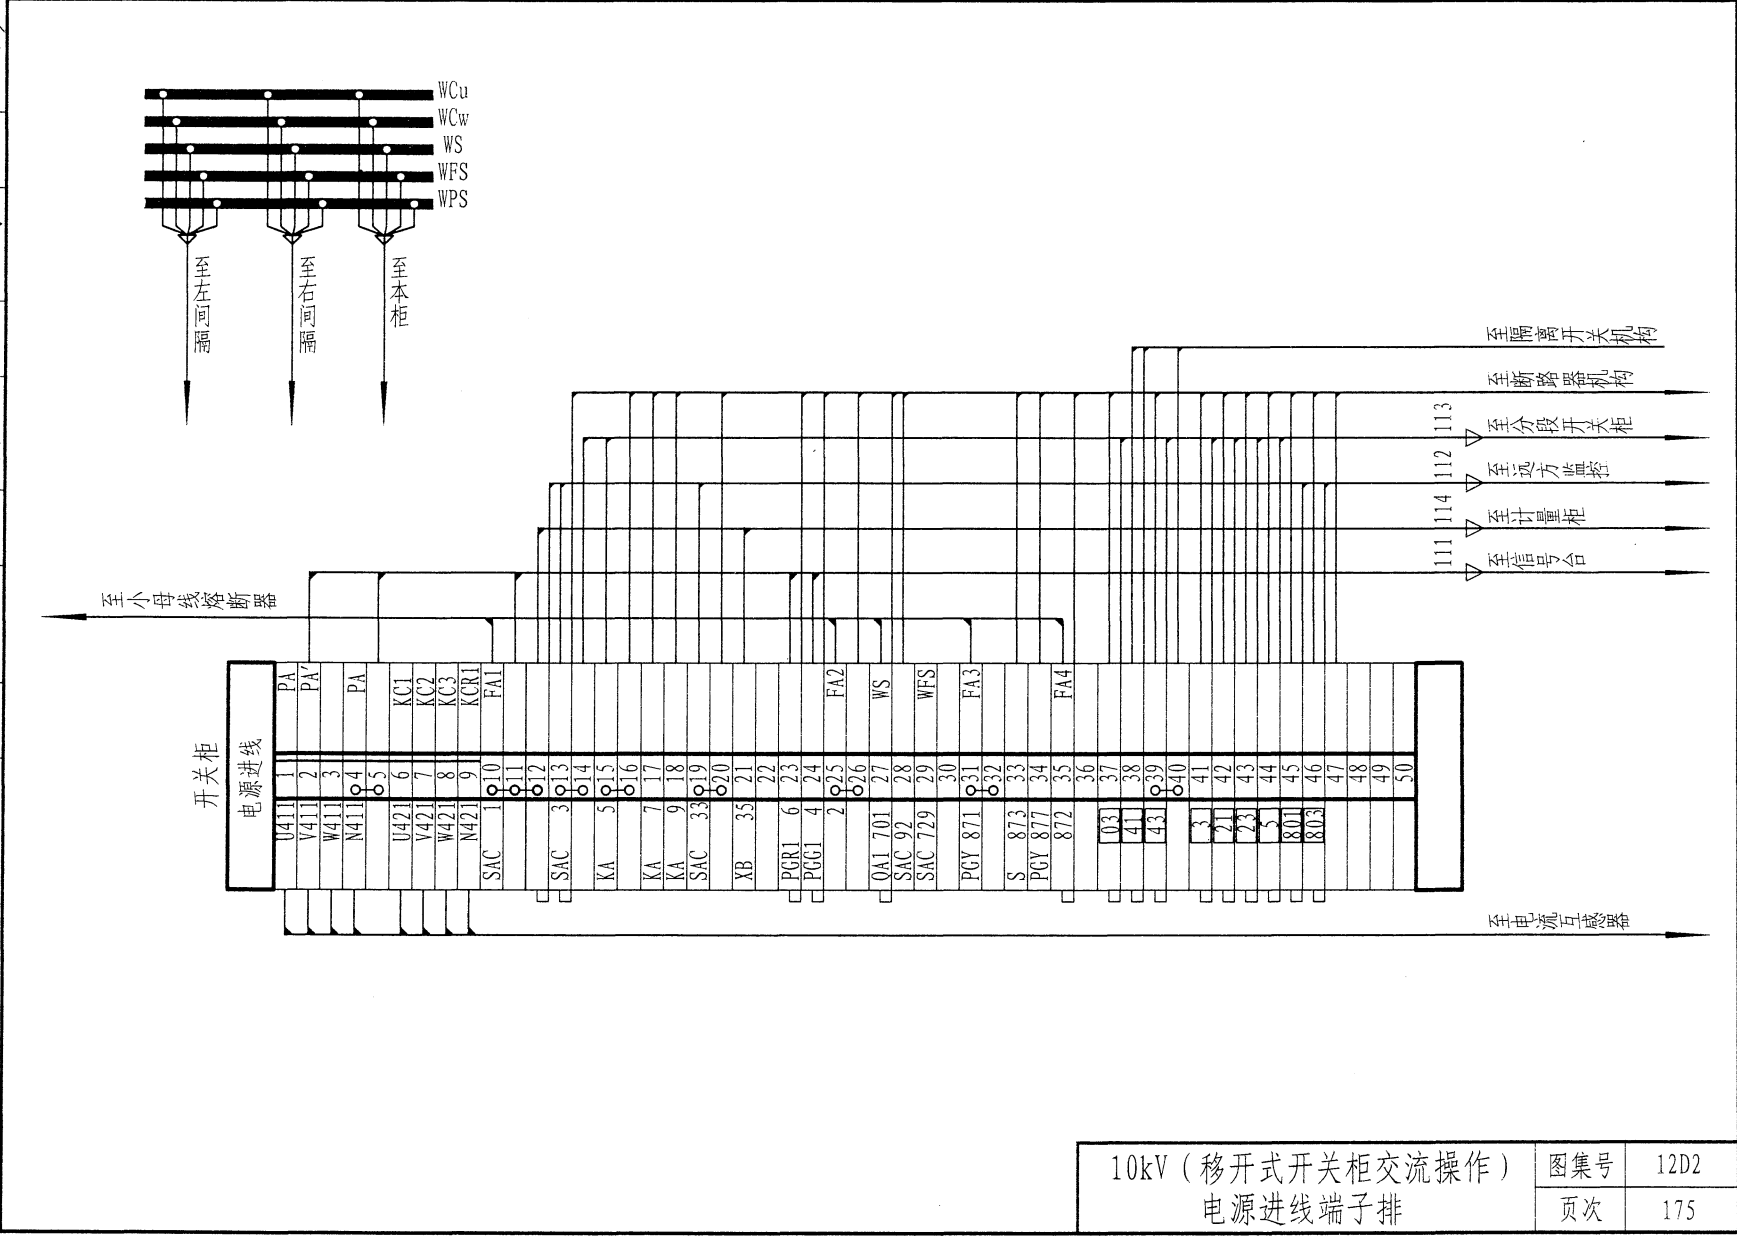 WCu
WCw
WS
WFS
WPS
至左间隔
至右间隔
至本柜
至隔离开关机构
至断路器机构
113 至分段开关柜
112 至远方监控
114 至计量柜
111 至信号台
至小母线熔断器
开关柜
电源进线
PA
PA'
PA
KC1
KC2
KC3
KCR1
FA1
FA2
WS
WFS
FA3
FA4
1
2
3
4
5
6
7
8
9
10
11
12
13
14
15
16
17
18
19
20
21
22
23
24
25
26
27
28
29
30
31
32
33
34
35
36
37
38
39
40
41
42
43
44
45
46
47
48
49
50
U411
V411
W411
N411
U421
V421
W421
N421
SAC 1
SAC 3
KA 5
KA 7
KA 9
SAC 33
XB 35
PGR1 6
PGG1 4
2
QA1 701
SAC 92
SAC 729
PGY 871
S 873
PGY 877
872
03
41
43
3
21
23
5
801
803
至电流互感器
10kV（移开式开关柜交流操作）
电源进线端子排
图集号 12D2
页次 175